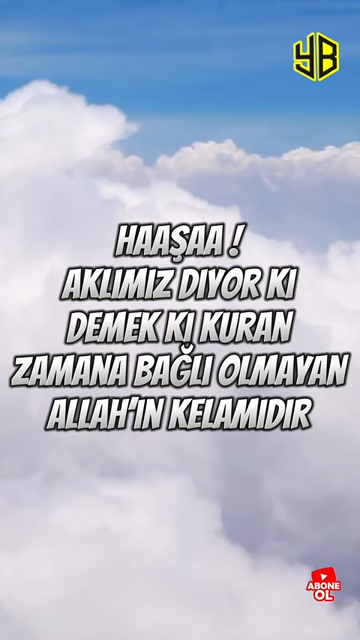 YB
HAAŞAA !
AKLIMIZ DIYOR KI
DEMEK KI KURAN
ZAMANA BAĞLI OLMAYAN
ALLAH'IN KELAMIDIR
ABONE
OL